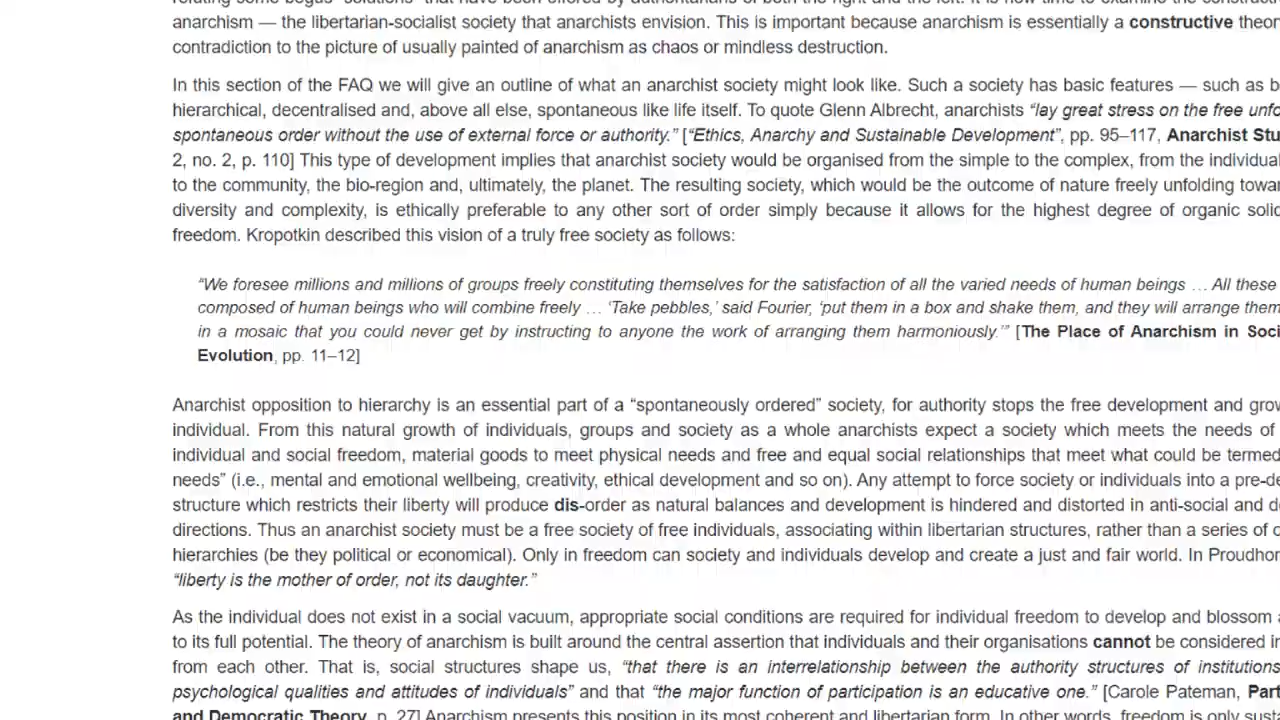 anarchism — the libertarian-socialist society that anarchists envision. This is important because anarchism is essentially a constructive
contradiction to the picture of usually painted of anarchism as chaos or mindless destruction.
In this section of the FAQ we will give an outline of what an anarchist society might look like. Such a society has basic features — such as
hierarchical, decentralised and, above all else, spontaneous like life itself. To quote Glenn Albrecht, anarchists “lay great stress on the free
spontaneous order without the use of external force or authority.” [“Ethics, Anarchy and Sustainable Development”, pp. 95–117, Anarchist
2, no. 2, p. 110] This type of development implies that anarchist society would be organised from the simple to the complex, from the individual
to the community, the bio-region and, ultimately, the planet. The resulting society, which would be the outcome of nature freely unfolding
diversity and complexity, is ethically preferable to any other sort of order simply because it allows for the highest degree of organic
freedom. Kropotkin described this vision of a truly free society as follows:
“We foresee millions and millions of groups freely constituting themselves for the satisfaction of all the varied needs of human beings … All these
composed of human beings who will combine freely … ‘Take pebbles,’ said Fourier, ‘put them in a box and shake them, and they will arrange
in a mosaic that you could never get by instructing to anyone the work of arranging them harmoniously.’” [The Place of Anarchism in
Evolution, pp. 11–12]
Anarchist opposition to hierarchy is an essential part of a “spontaneously ordered” society, for authority stops the free development and
individual. From this natural growth of individuals, groups and society as a whole anarchists expect a society which meets the needs of
individual and social freedom, material goods to meet physical needs and free and equal social relationships that meet what could be termed
needs” (i.e., mental and emotional wellbeing, creativity, ethical development and so on). Any attempt to force society or individuals into a
structure which restricts their liberty will produce dis-order as natural balances and development is hindered and distorted in anti-social and
directions. Thus an anarchist society must be a free society of free individuals, associating within libertarian structures, rather than a series of
hierarchies (be they political or economical). Only in freedom can society and individuals develop and create a just and fair world. In
“liberty is the mother of order, not its daughter.”
As the individual does not exist in a social vacuum, appropriate social conditions are required for individual freedom to develop and blossom
to its full potential. The theory of anarchism is built around the central assertion that individuals and their organisations cannot be considered
from each other. That is, social structures shape us, “that there is an interrelationship between the authority structures of institutions
psychological qualities and attitudes of individuals” and that “the major function of participation is an educative one.” [Carole Pateman,
and Democratic Theory, p. 27] Anarchism presents this position in its most coherent and libertarian form. In other words, freedom is only